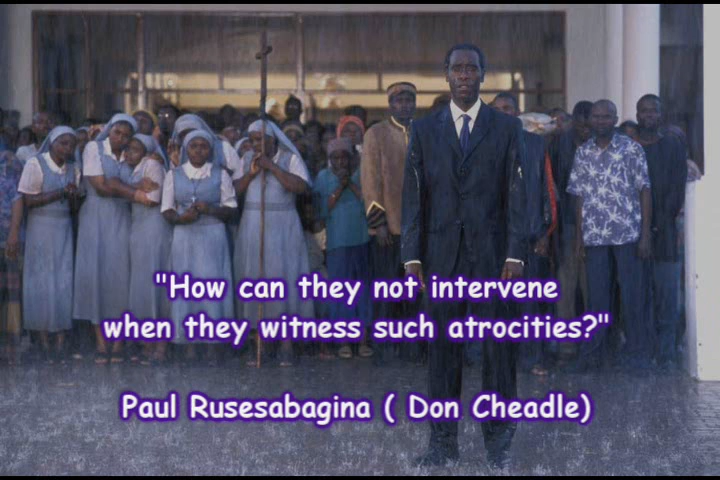 "How can they not intervene
when they witness such atrocities?"
Paul Rusesabagina ( Don Cheadle)